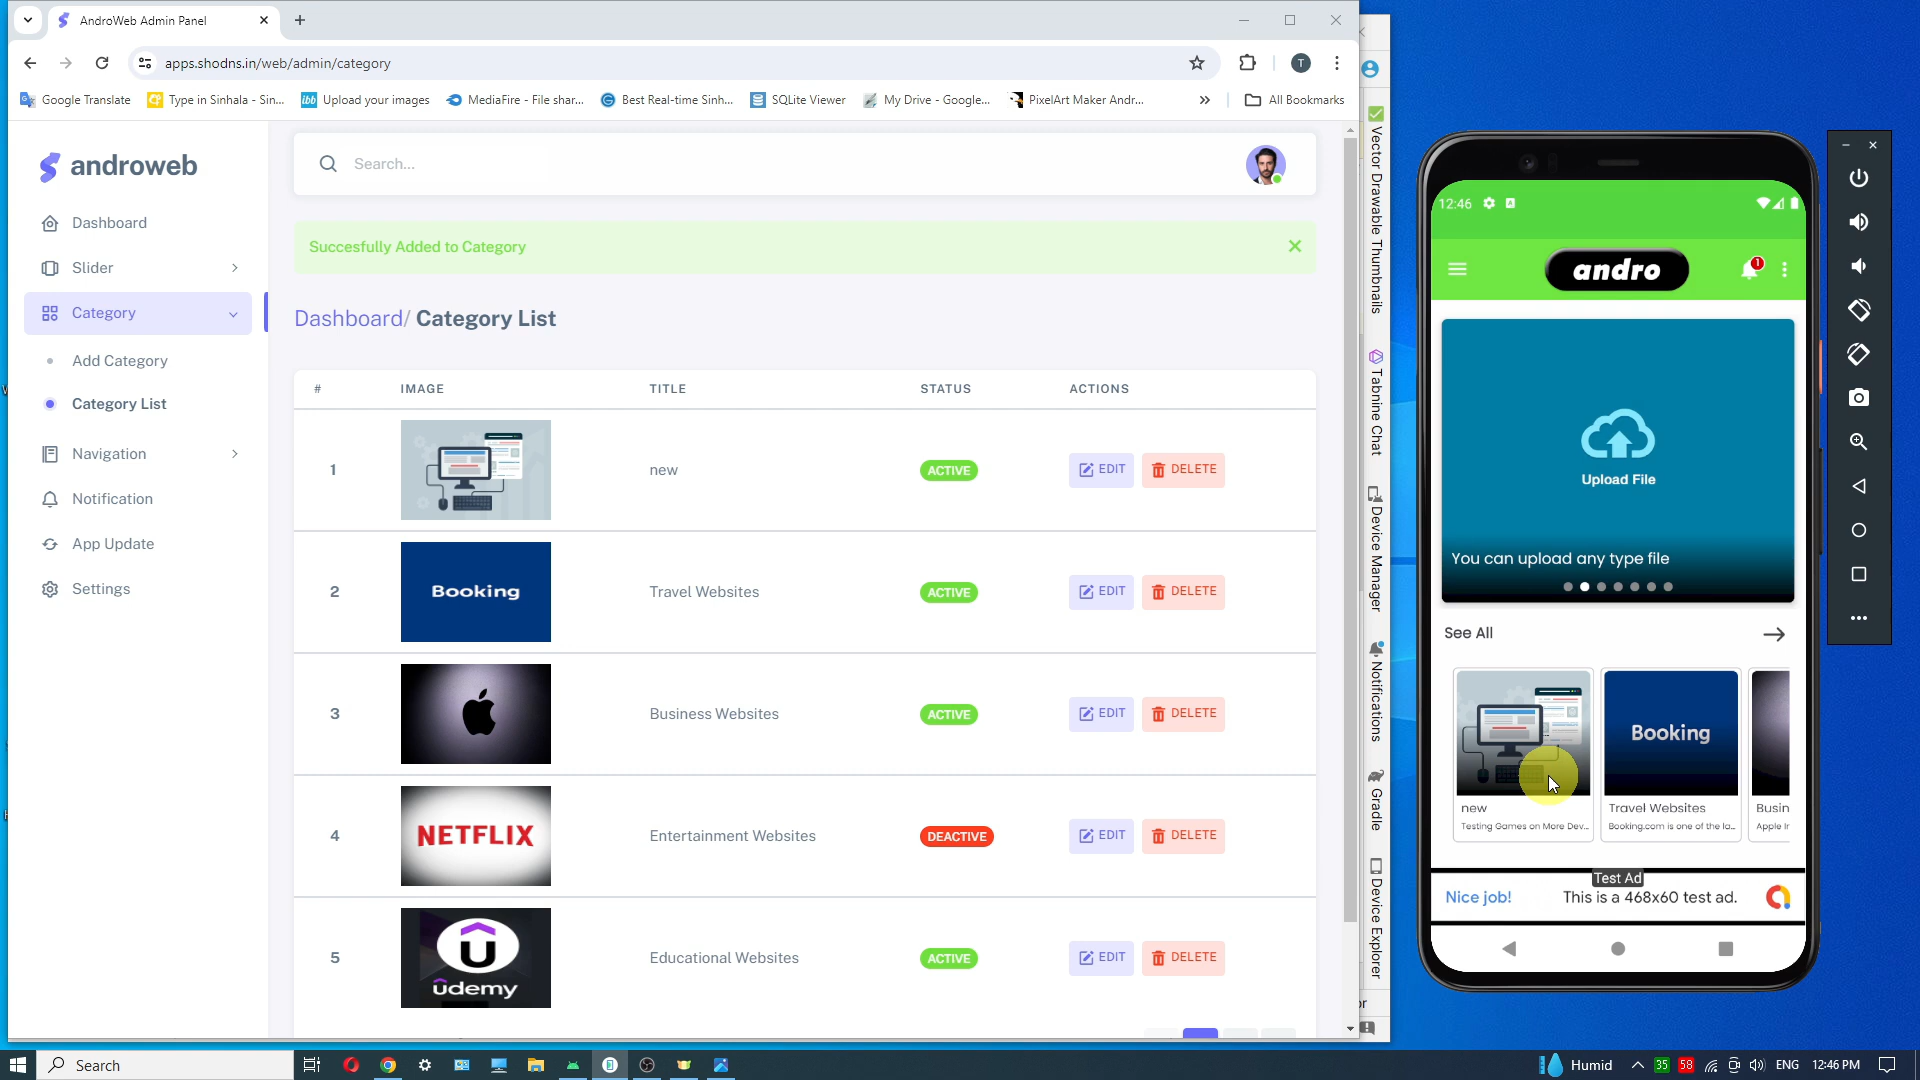 AndroWeb Admin Panel
apps.shodns.in/web/admin/category
T
Google Translate
Type in Sinhala - Sin...
ibb
Upload your images
MediaFire - File shar...
Best Real-time Sinh...
SQLite Viewer
My Drive - Google...
PixelArt Maker Andr...
All Bookmarks
androweb
Search...
Dashboard
Slider
Category
Add Category
Category List
Navigation
Notification
App Update
Settings
Succesfully Added to Category
Dashboard/ Category List
# IMAGE TITLE STATUS ACTIONS
1 new ACTIVE EDIT DELETE
2 Booking Travel Websites ACTIVE EDIT DELETE
3 Business Websites ACTIVE EDIT DELETE
4 NETFLIX Entertainment Websites DEACTIVE EDIT DELETE
5 udemy Educational Websites ACTIVE EDIT DELETE
Vector Drawable Thumbnails
Tabnine Chat
Device Manager
Notifications
Gradle
Device Explorer
or
12:46
A
andro
1
Upload File
You can upload any type file
See All
Booking
new
Travel Websites
Busin
Testing Games on More Dev...
Booking.com is one of the la...
Apple Ir
Test Ad
Nice job!
This is a 468x60 test ad.
Search
Humid
35
58
ENG
12:46 PM